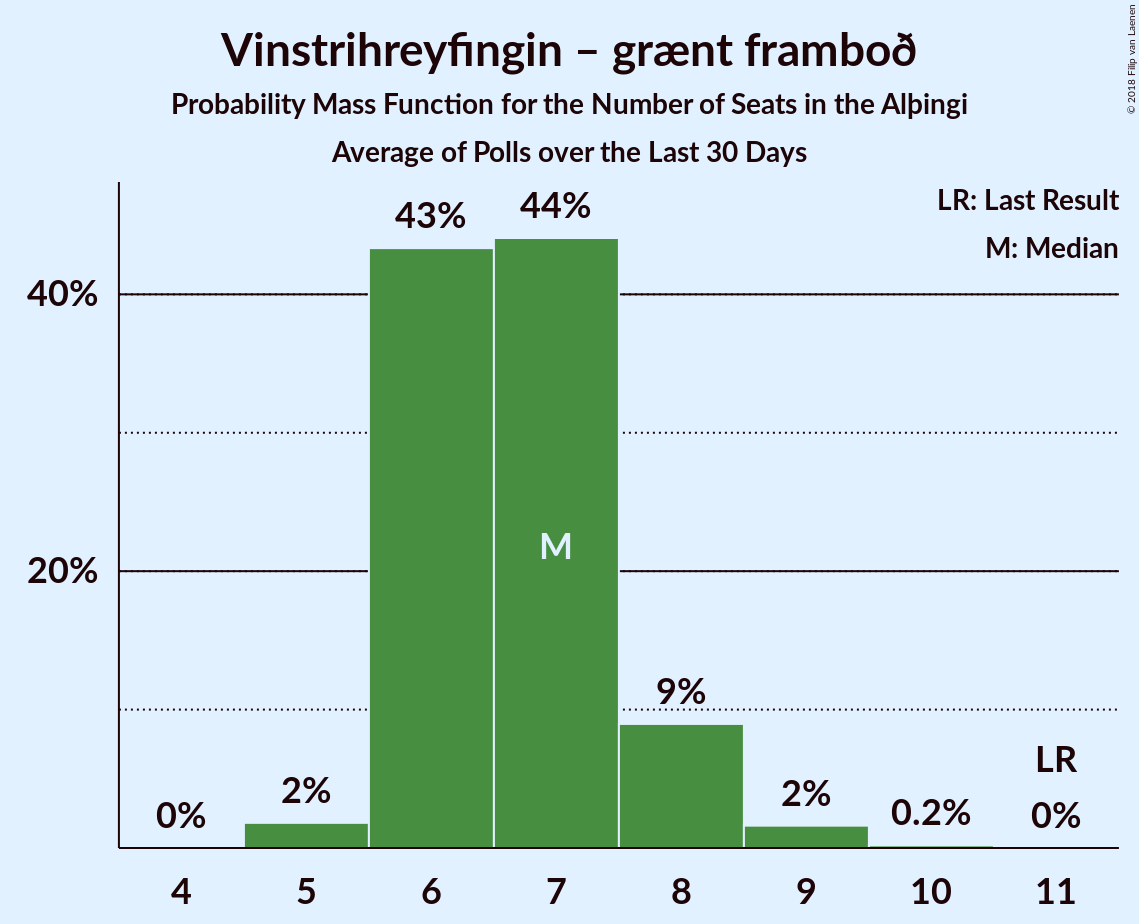 Vinstrihreyfingin – grænt framboð
Probability Mass Function for the Number of Seats in the Alþingi
Average of Polls over the Last 30 Days
© 2018 Filip van Laenen
LR: Last Result
M: Median
43%
44%
40%
M
20%
9%
LR
0%
2%
2%
0.2%
0%
4 5 6 7 8 9 10 11